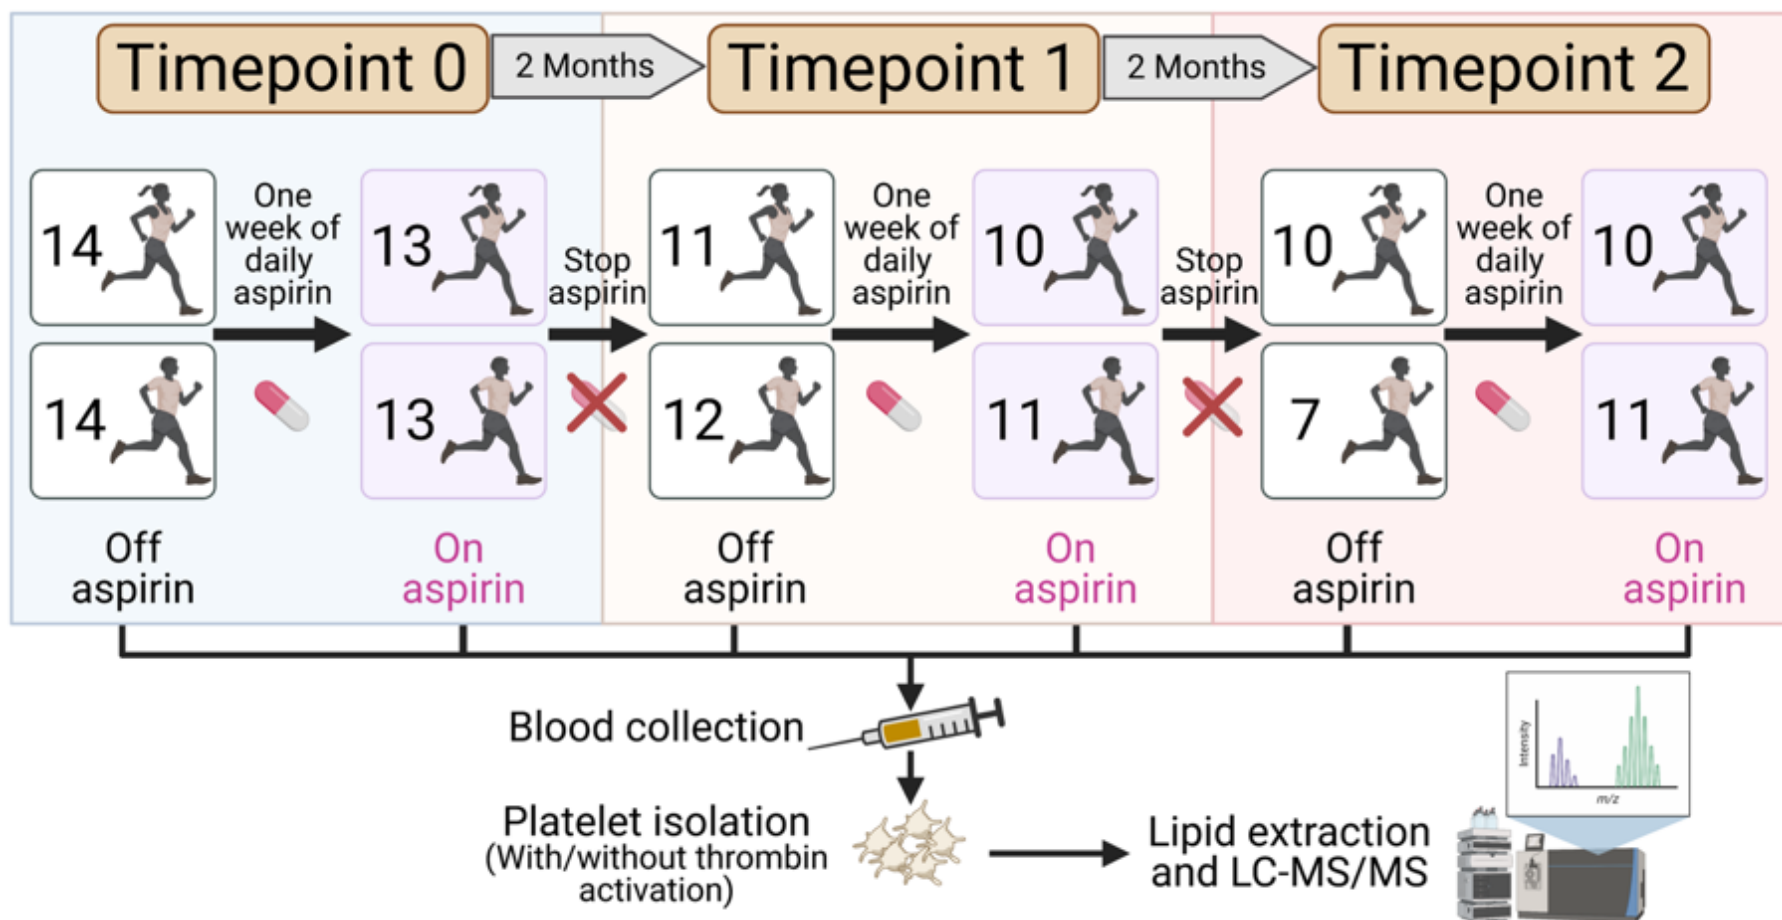 Timepoint 0
2 Months
Timepoint 1
2 Months
Timepoint 2
14
One
week of
daily
aspirin
13
Stop
aspirin
11
One
week of
daily
aspirin
10
Stop
aspirin
10
One
week of
daily
aspirin
10
14
13
12
11
7
11
Off
aspirin
On
aspirin
Off
aspirin
On
aspirin
Off
aspirin
On
aspirin
Blood collection
Platelet isolation
(With/without thrombin
activation)
Lipid extraction
and LC-MS/MS
Intensity
m/z